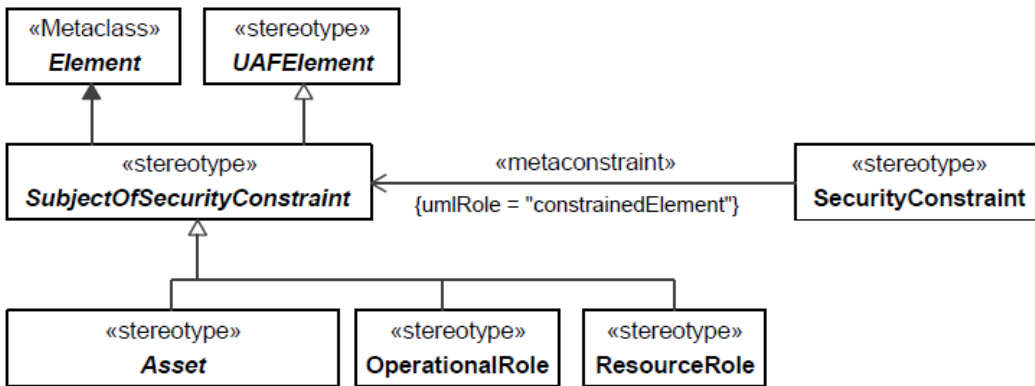 «Metaclass»
Element
«stereotype»
UAFElement
«stereotype»
SubjectOfSecurityConstraint
«metaconstraint»
{umlRole = "constrainedElement"}
«stereotype»
SecurityConstraint
«stereotype»
Asset
«stereotype»
OperationalRole
«stereotype»
ResourceRole